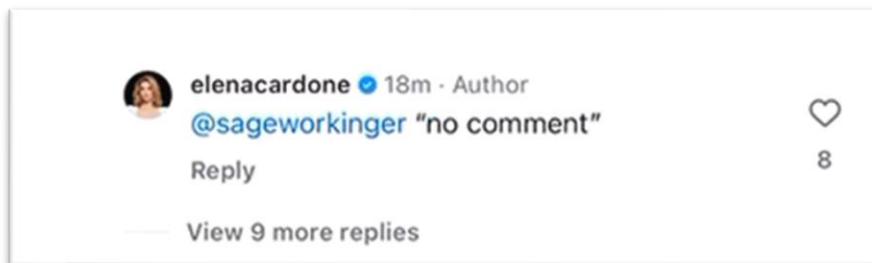 elenacardone 18m · Author
@sageworkinger “no comment”
Reply
8
View 9 more replies